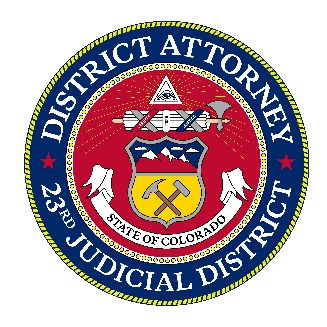 DISTRICT ATTORNEY
STATE OF COLORADO
23RD JUDICIAL DISTRICT